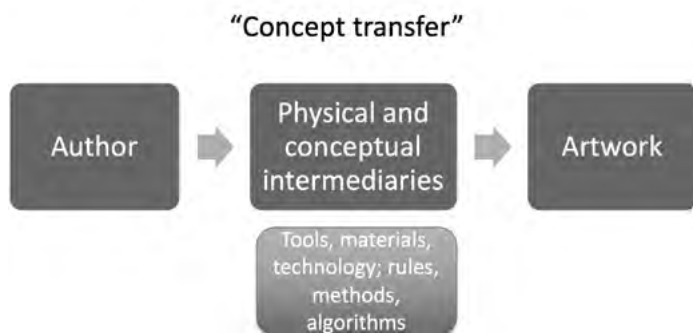 “Concept transfer”
Author
Physical and
conceptual
intermediaries
Artwork
Tools, materials,
technology; rules,
methods,
algorithms